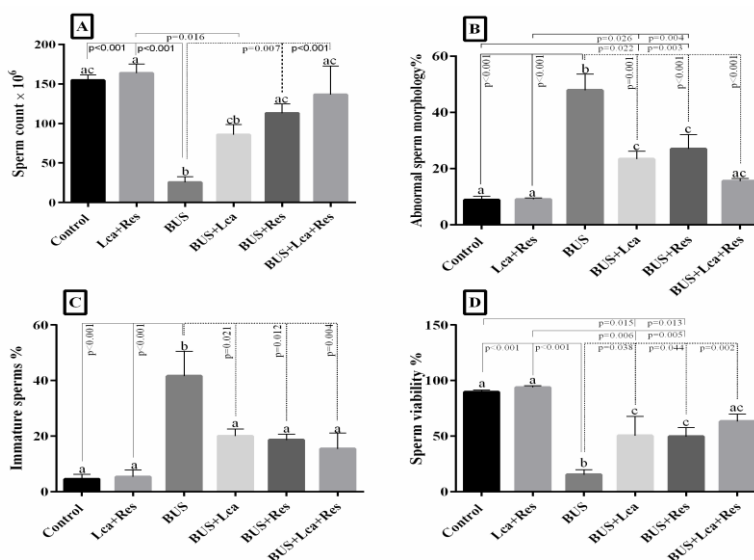 A
p=0.016
p<0.001 p<0.001 p=0.007 p<0.001
Sperm count × 10⁶
200
150
100
50
0
ac a b cb ac ac
Control Lca+Res BUS BUS+Lca BUS+Res BUS+Lca+Res
B
p=0.026 p=0.004
p=0.022 p=0.003
p<0.001 p<0.001 p=0.001 p<0.001 p<0.001
Abnormal sperm morphology%
80
60
40
20
0
a a b c c ac
Control Lca+Res BUS BUS+Lca BUS+Res BUS+Lca+Res
C
p<0.001 p<0.001 p=0.021 p=0.012 p=0.004
Immature sperms %
60
40
20
0
a a b a a a
Control Lca+Res BUS BUS+Lca BUS+Res BUS+Lca+Res
D
p=0.015 p=0.013
p=0.006 p=0.005
p<0.001 p<0.001 p=0.038 p=0.044 p=0.002
Sperm viability %
150
100
50
0
a a b c c ac
Control Lca+Res BUS BUS+Lca BUS+Res BUS+Lca+Res